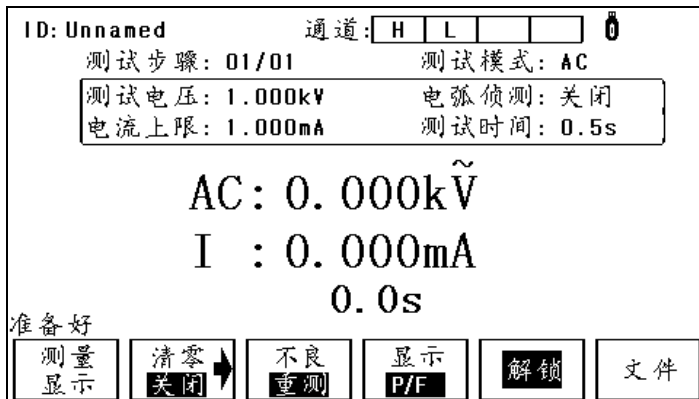 ID: Unnamed 通道: H L
测试步骤: 01/01 测试模式: AC
测试电压: 1.000kV 电弧侦测: 关闭
电流上限: 1.000mA 测试时间: 0.5s
AC: 0.000kV
I : 0.000mA
0.0s
准备好
测量 清零 不良 显示 解锁 文件
显示 关闭 重测 P/F